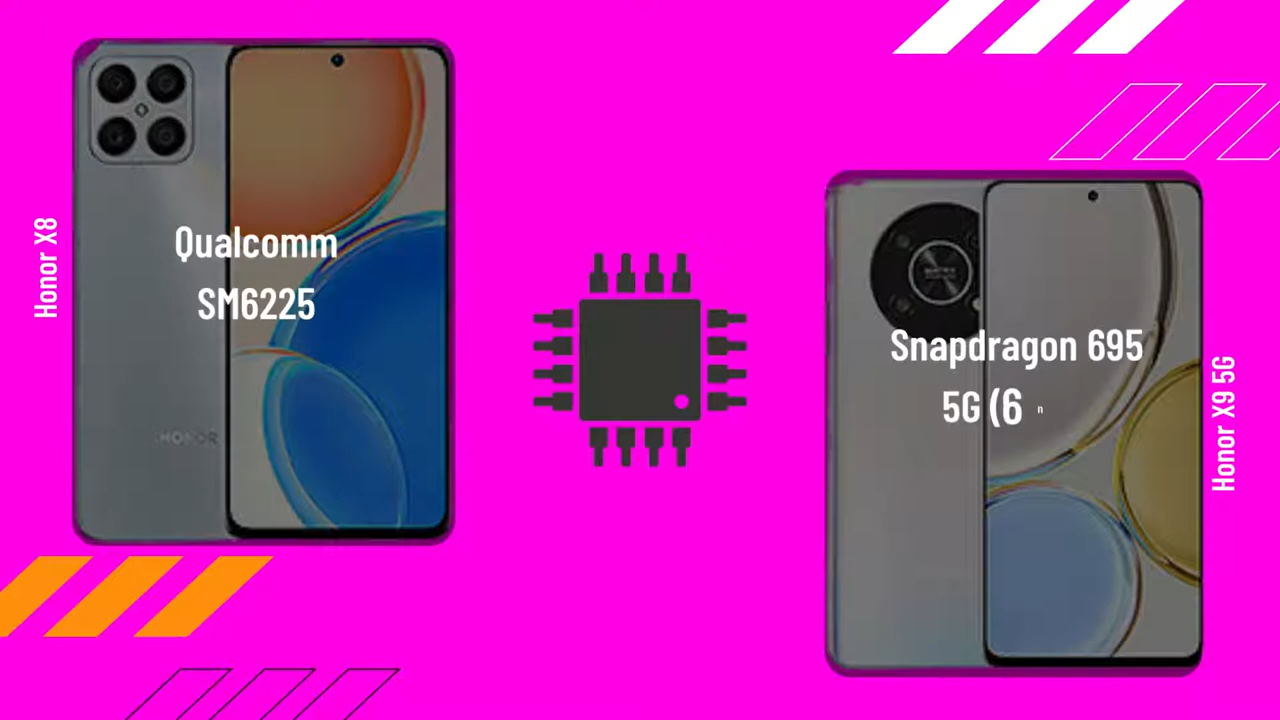 Honor X8
Qualcomm
SM6225
HONOR
Snapdragon 695
5G (6 n
Honor X9 5G